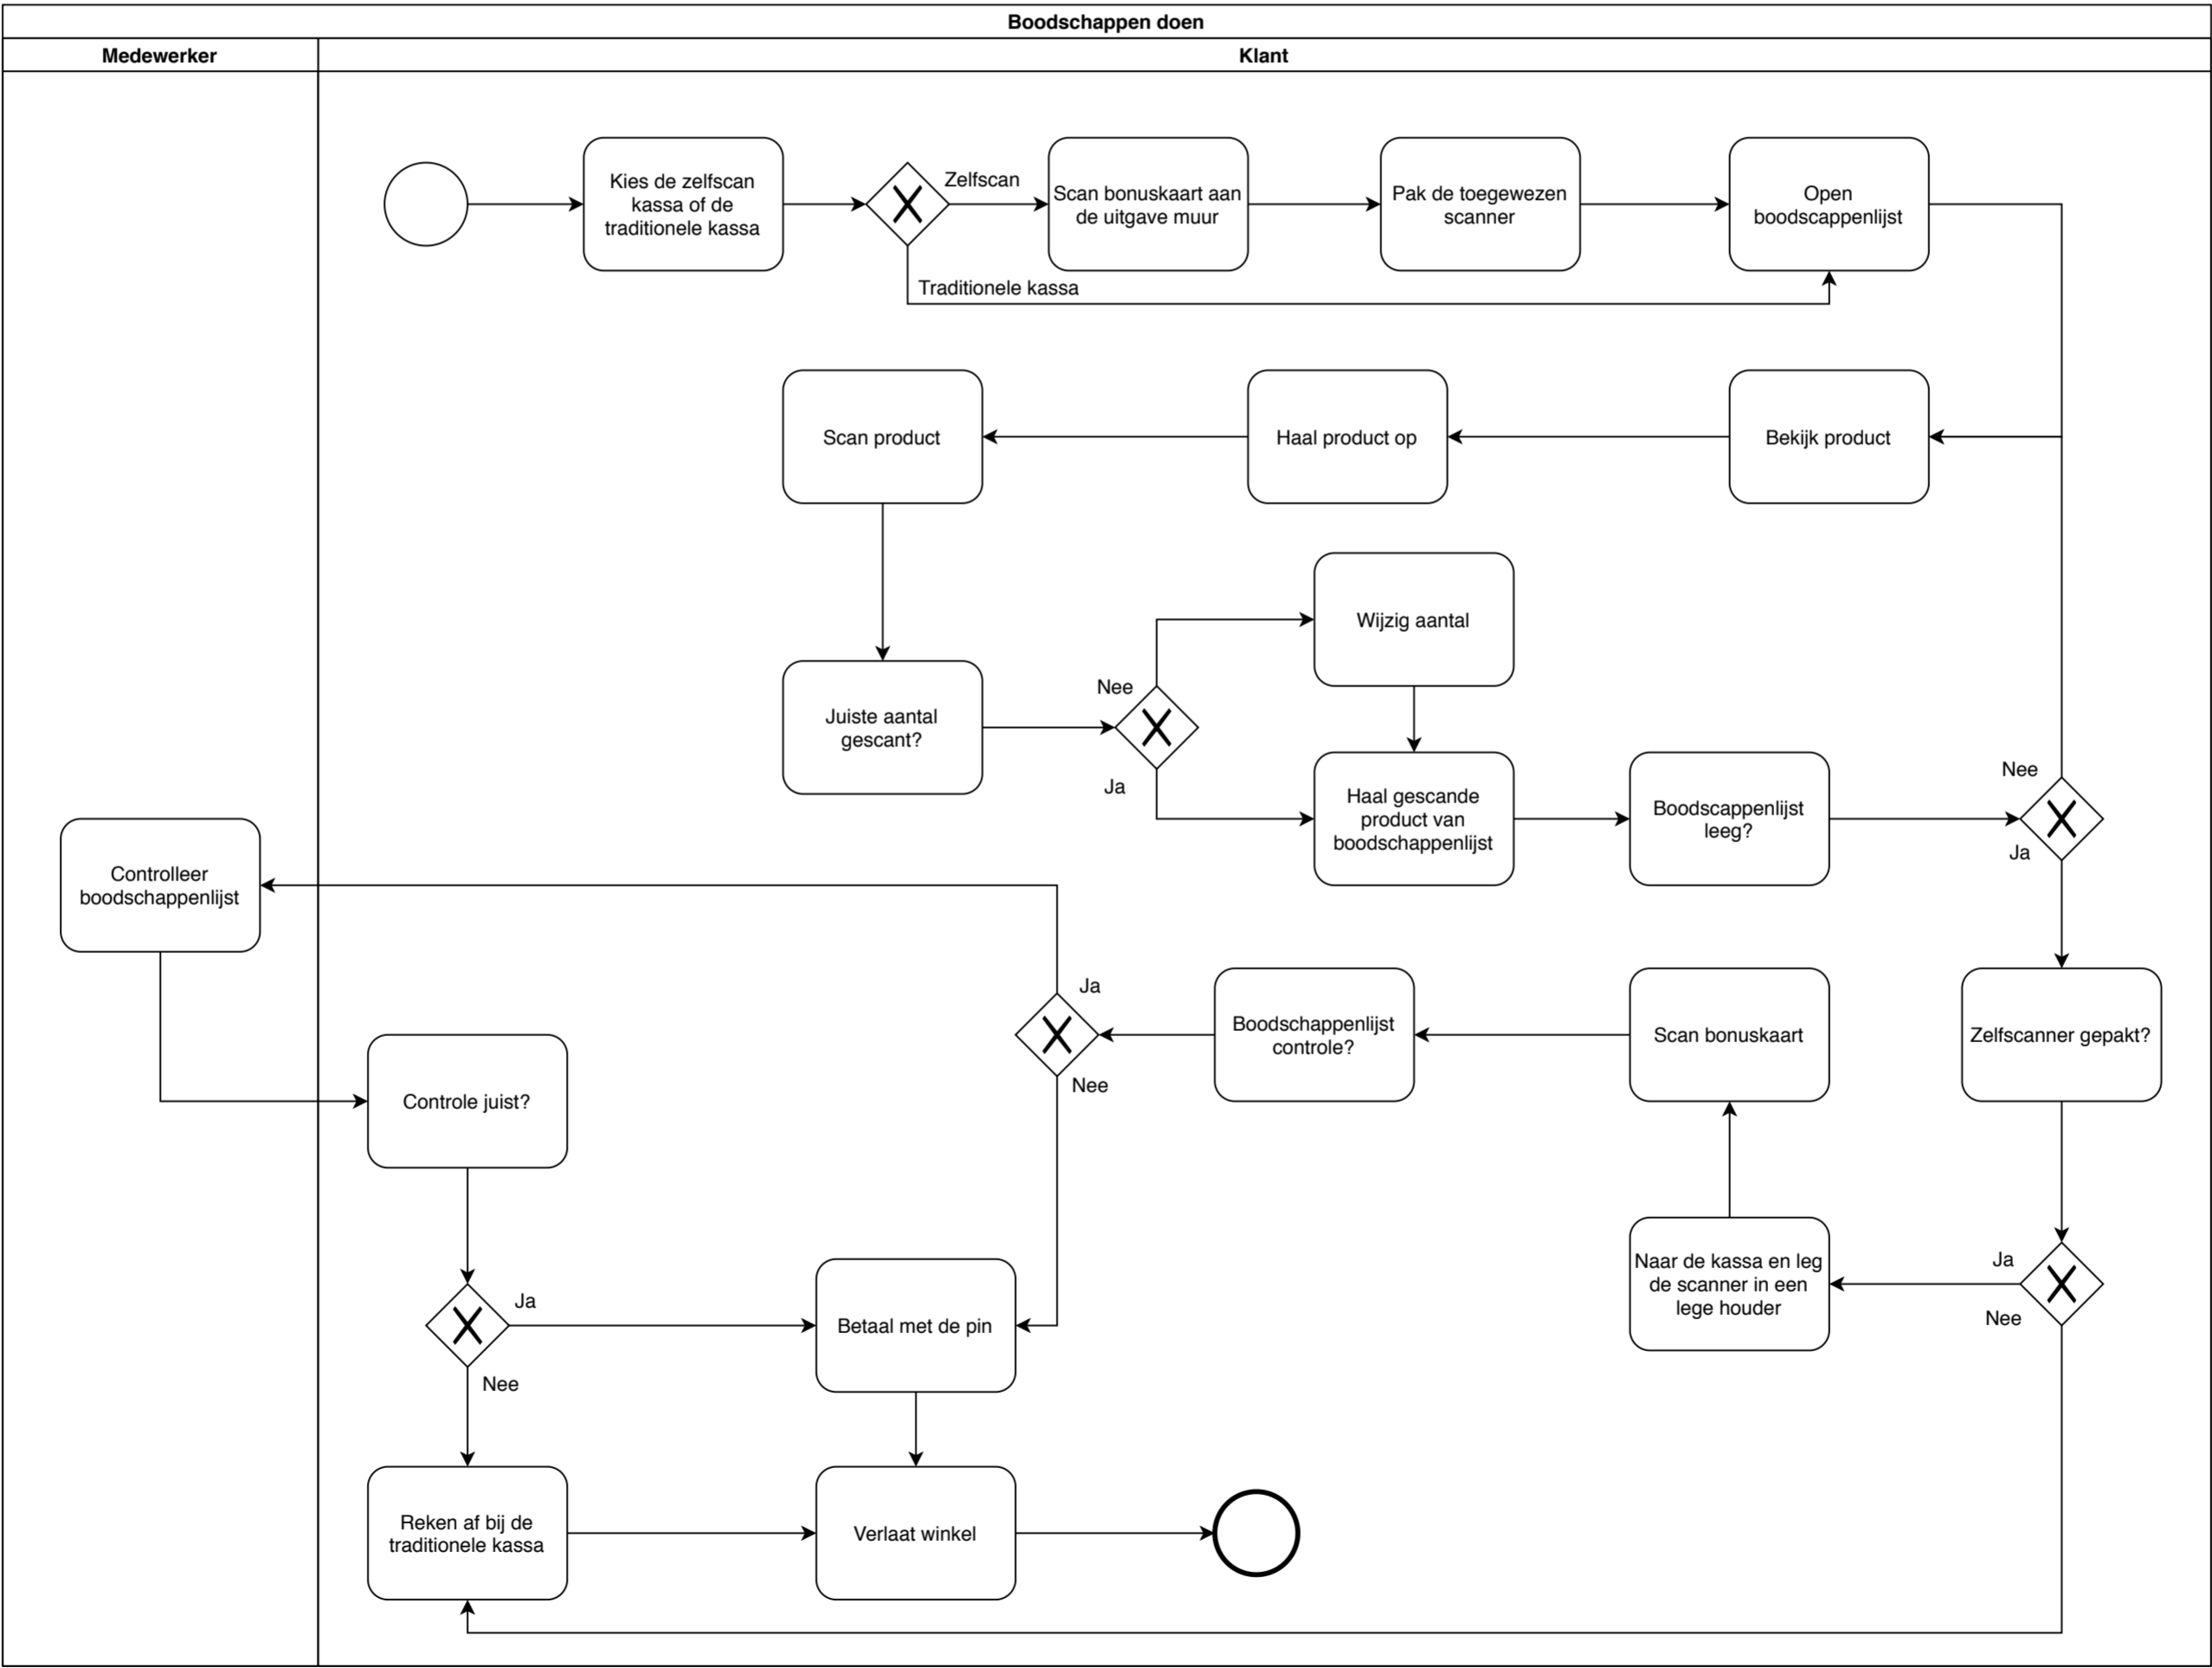 Boodschappen doen
Medewerker
Klant
Kies de zelfscan
kassa of de
traditionele kassa
Zelfscan
Scan bonuskaart aan
de uitgave muur
Pak de toegewezen
scanner
Open
boodscappenlijst
Traditionele kassa
Scan product
Haal product op
Bekijk product
Wijzig aantal
Juiste aantal
gescant?
Nee
Ja
Haal gescande
product van
boodschappenlijst
Boodscappenlijst
leeg?
Nee
Ja
Controlleer
boodschappenlijst
Ja
Nee
Boodschappenlijst
controle?
Scan bonuskaart
Zelfscanner gepakt?
Controle juist?
Naar de kassa en leg
de scanner in een
lege houder
Ja
Nee
Ja
Nee
Betaal met de pin
Reken af bij de
traditionele kassa
Verlaat winkel